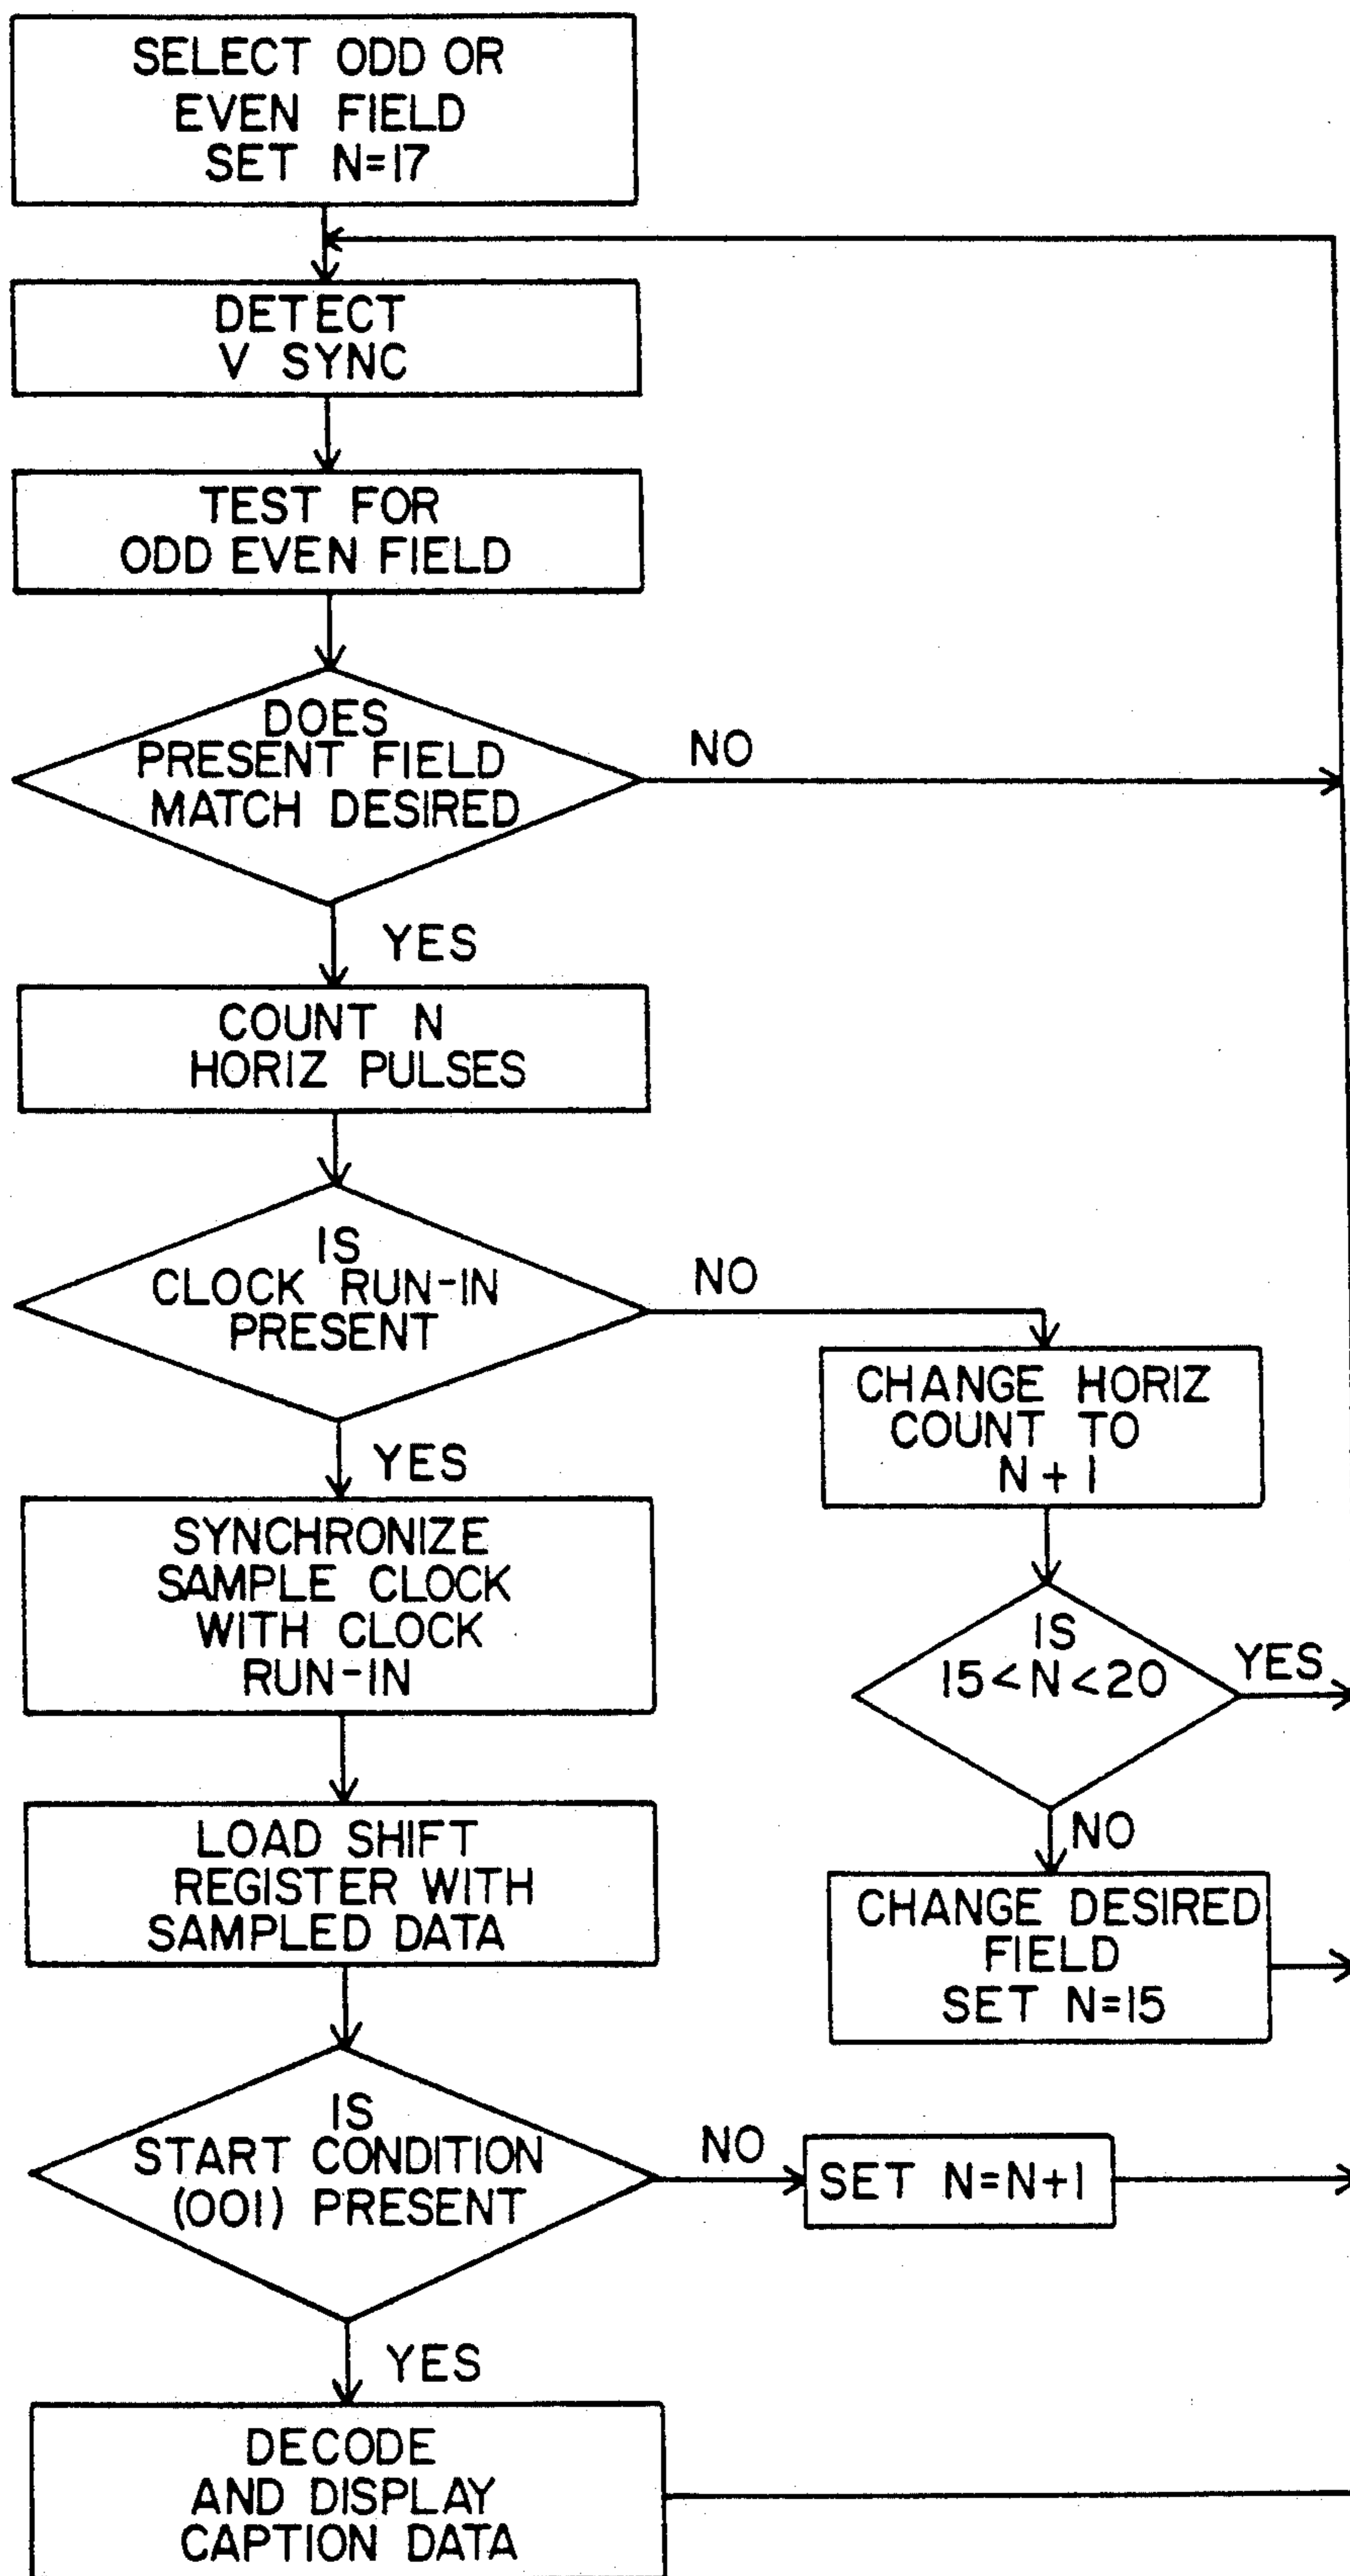 SELECT ODD OR
EVEN FIELD
SET N=17
DETECT
V SYNC
TEST FOR
ODD EVEN FIELD
DOES
PRESENT FIELD
MATCH DESIRED
NO
YES
COUNT N
HORIZ PULSES
IS
CLOCK RUN-IN
PRESENT
NO
YES
CHANGE HORIZ
COUNT TO
N + 1
SYNCHRONIZE
SAMPLE CLOCK
WITH CLOCK
RUN-IN
IS
15<N<20
YES
NO
LOAD SHIFT
REGISTER WITH
SAMPLED DATA
CHANGE DESIRED
FIELD
SET N=15
IS
START CONDITION
(001) PRESENT
NO
SET N=N+1
YES
DECODE
AND DISPLAY
CAPTION DATA